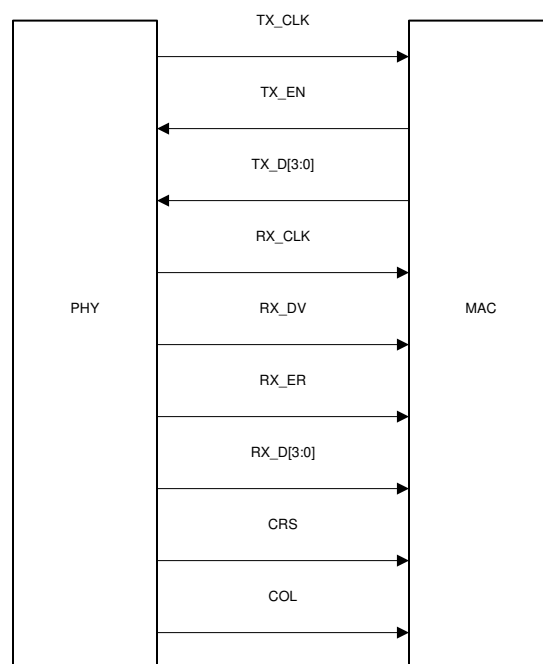 TX_CLK
TX_EN
TX_D[3:0]
RX_CLK
PHY
RX_DV
MAC
RX_ER
RX_D[3:0]
CRS
COL